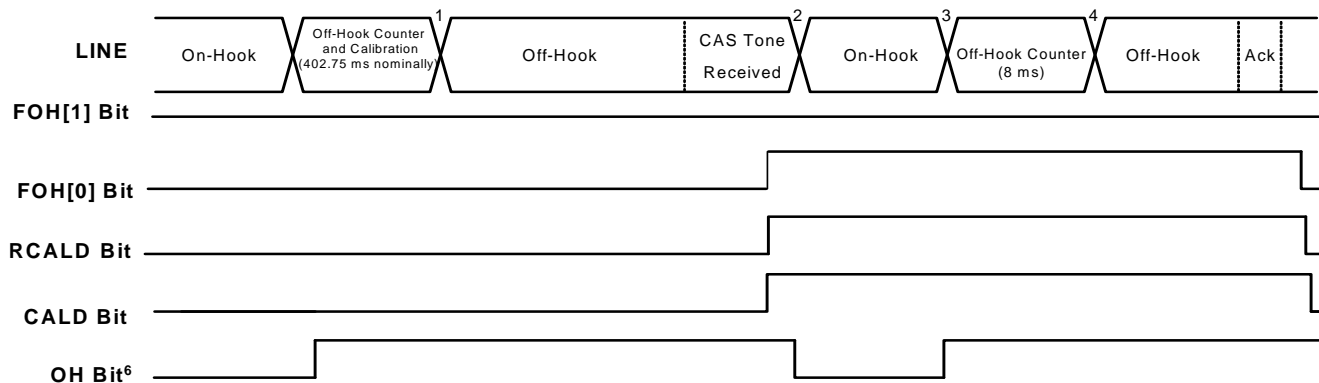 1 2 3 4
LINE
On-Hook
Off-Hook Counter
and Calibration
(402.75 ms nominally)
Off-Hook
CAS Tone
Received
On-Hook
Off-Hook Counter
(8 ms)
Off-Hook
Ack
FOH[1] Bit
FOH[0] Bit
RCALD Bit
CALD Bit
OH Bit⁶